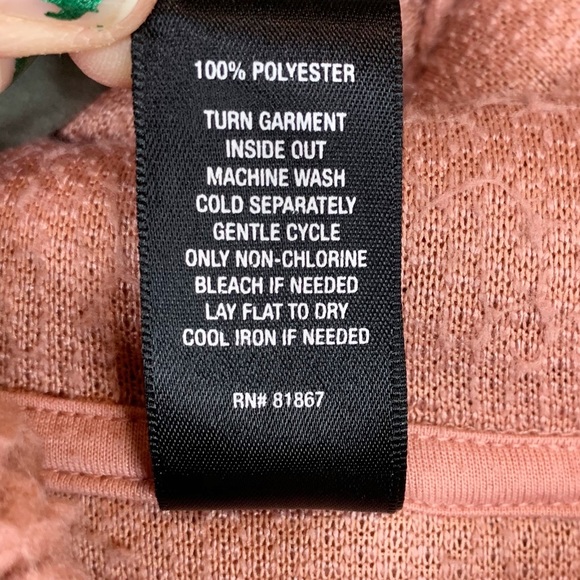 100% POLYESTER
TURN GARMENT
INSIDE OUT
MACHINE WASH
COLD SEPARATELY
GENTLE CYCLE
ONLY NON-CHLORINE
BLEACH IF NEEDED
LAY FLAT TO DRY
COOL IRON IF NEEDED
RN# 81867